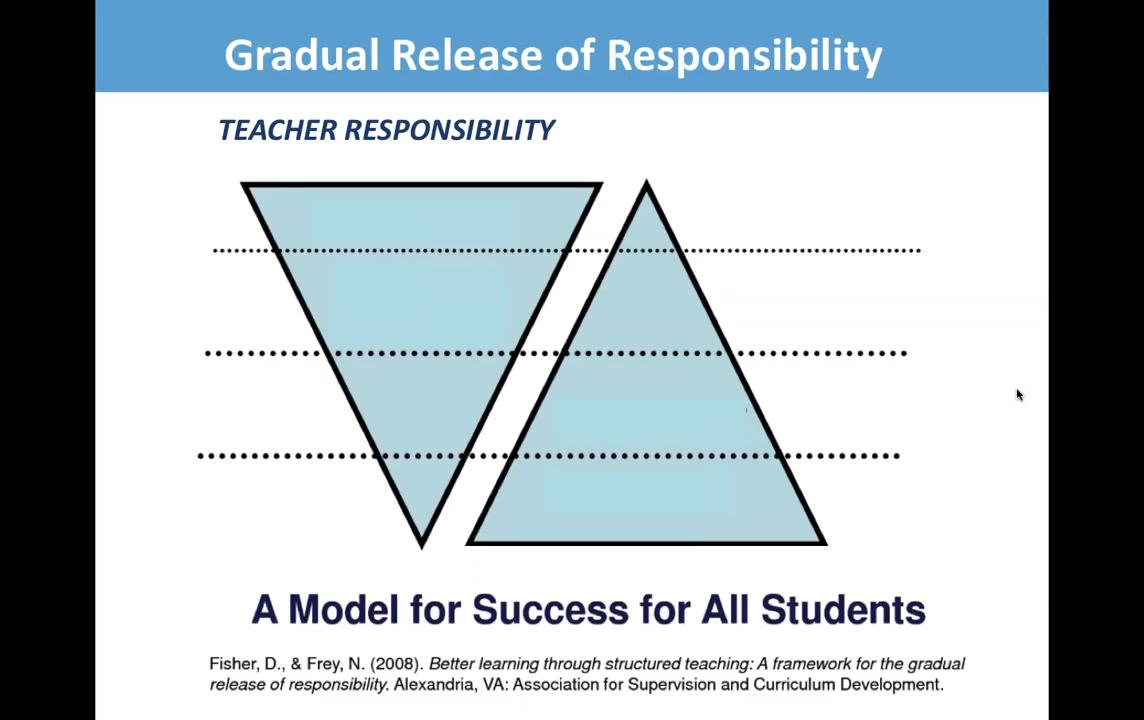 Gradual Release of Responsibility
TEACHER RESPONSIBILITY
A Model for Success for All Students
Fisher, D., & Frey, N. (2008). Better learning through structured teaching: A framework for the gradual
release of responsibility. Alexandria, VA: Association for Supervision and Curriculum Development.